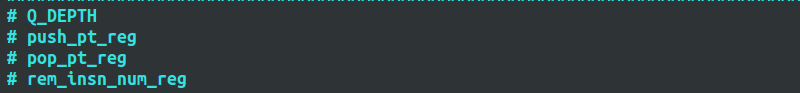 # Q_DEPTH
# push_pt_reg
# pop_pt_reg
# rem_insn_num_reg